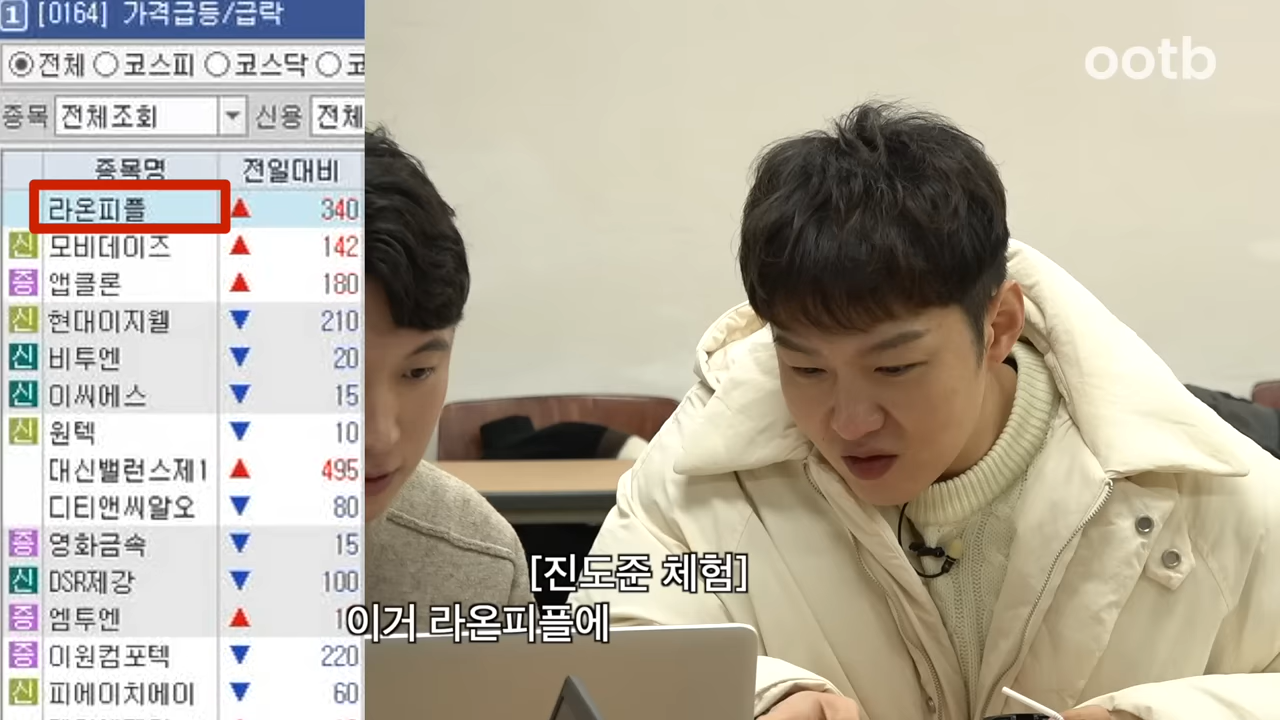 1 [0164] 가격급등/급락
전체 코스피 코스닥 코
종목 전체조회 신용 전체
종목명 전일대비
라온피플 ▲ 340
신 모비데이즈 ▲ 142
증 앱클론 ▲ 180
신 현대이지웰 ▼ 210
신 비투엔 ▼ 20
신 이씨에스 ▼ 15
신 원텍 ▼ 10
대신밸런스제1 ▲ 495
디티앤씨알오 ▼ 80
증 영화금속 ▼ 15
신 DSR제강 ▼ 100
증 엠투엔 ▲
증 이원컴포텍 ▼ 220
신 피에이치에이 ▼ 60
ootb
[진도준 체험]
이거 라온피플에